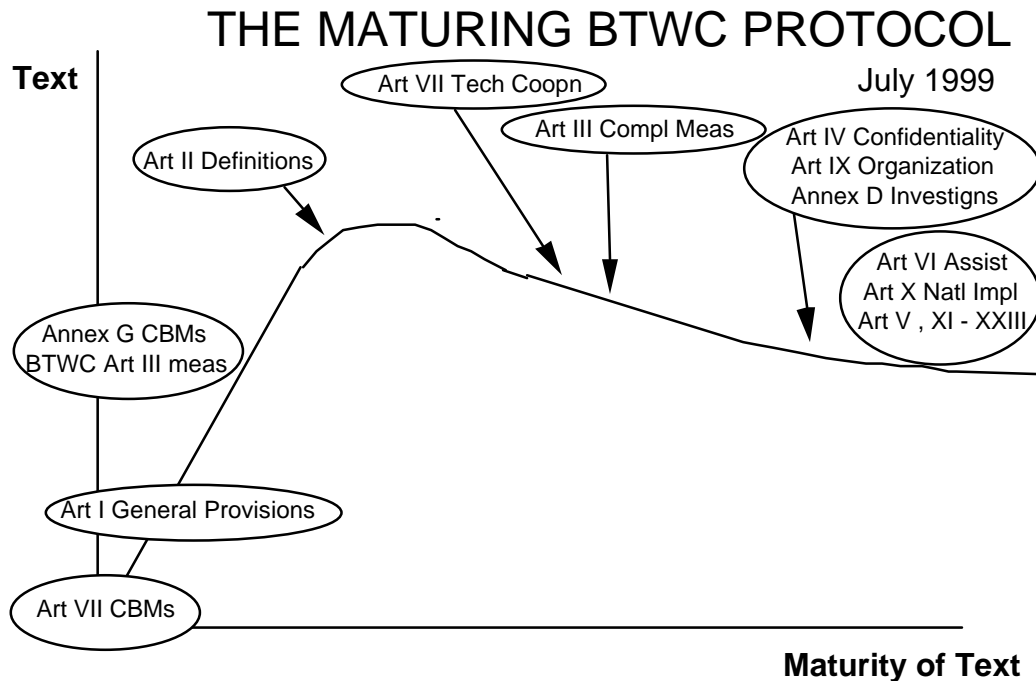 THE MATURING BTWC PROTOCOL
Text
July 1999
Art VII Tech Coopn
Art III Compl Meas
Art IV Confidentiality
Art IX Organization
Annex D Investigns
Art II Definitions
Art VI Assist
Art X Natl Impl
Art V , XI - XXIII
Annex G CBMs
BTWC Art III meas
Art I General Provisions
Art VII CBMs
Maturity of Text